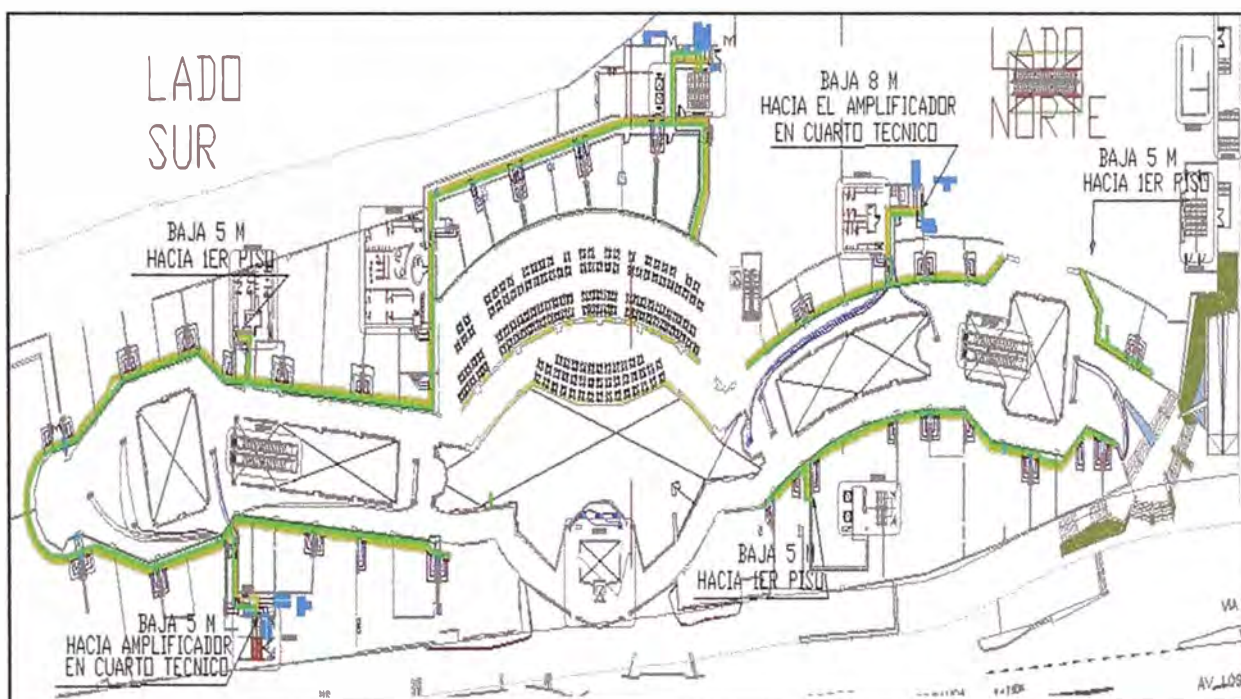 LADO
SUR
BAJA 8 M
HACIA EL AMPLIFICADOR
EN CUARTO TECNICO
LADO
NORTE
BAJA 5 M
HACIA 1ER PISO
BAJA 5 M
HACIA 1ER PISO
BAJA 5 M
HACIA 1ER PISO
BAJA 5 M
HACIA AMPLIFICADOR
EN CUARTO TECNICO
VIA
AV. LOS